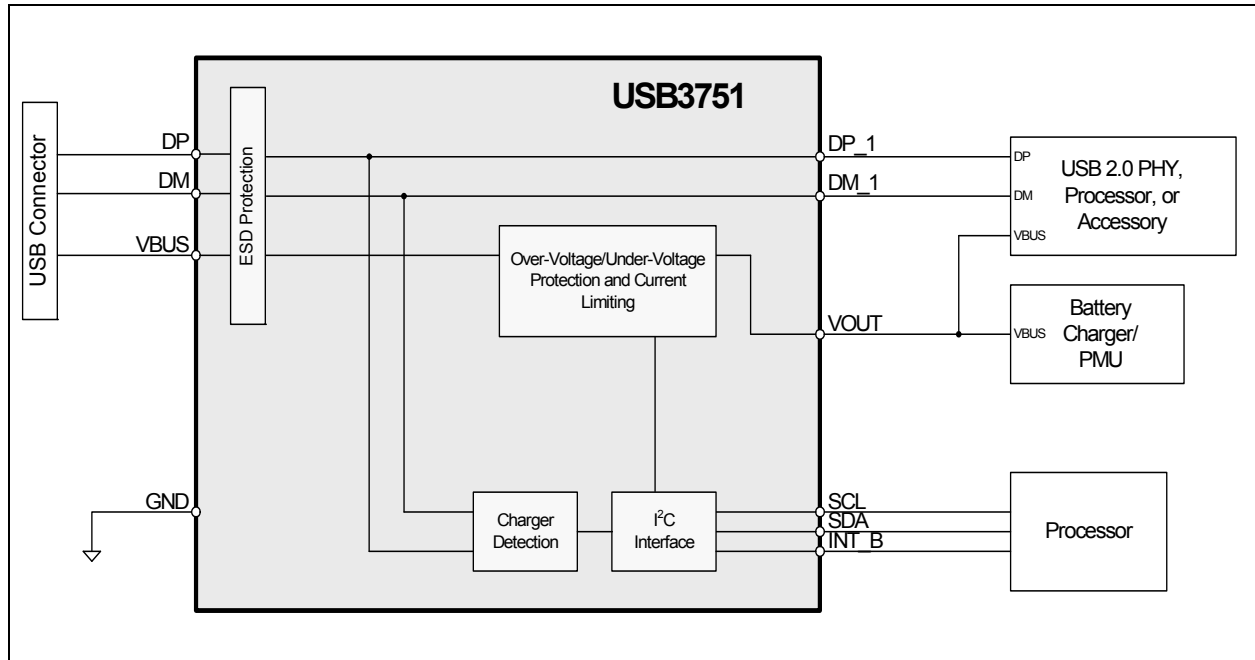 USB3751
USB Connector
DP
DM
VBUS
GND
ESD Protection
Over-Voltage/Under-Voltage
Protection and Current
Limiting
Charger
Detection
I²C
Interface
DP_1
DM_1
VOUT
SCL
SDA
INT_B
DP
DM
VBUS
USB 2.0 PHY,
Processor, or
Accessory
VBUS
Battery
Charger/
PMU
Processor